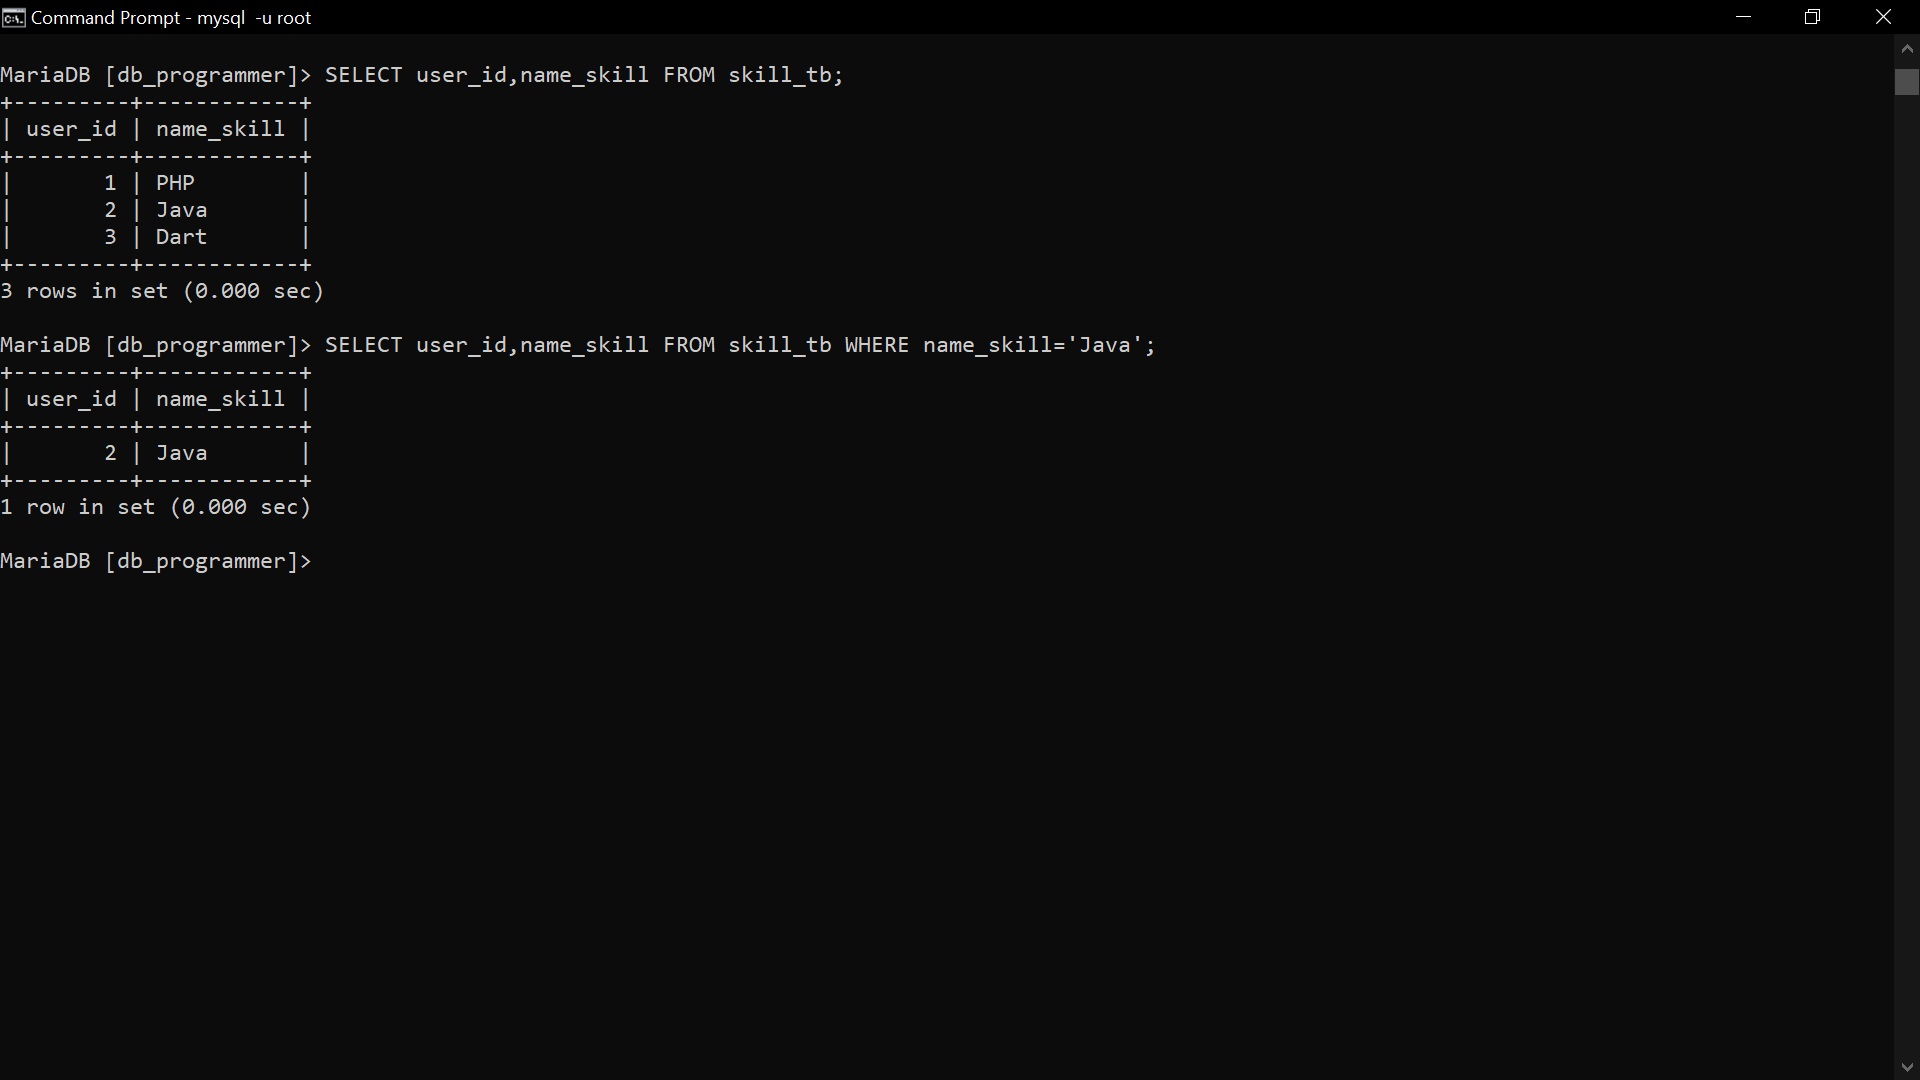 Command Prompt - mysql  -u root
MariaDB [db_programmer]> SELECT user_id,name_skill FROM skill_tb;
+---------+------------+
| user_id | name_skill |
+---------+------------+
|       1 | PHP        |
|       2 | Java       |
|       3 | Dart       |
+---------+------------+
3 rows in set (0.000 sec)
MariaDB [db_programmer]> SELECT user_id,name_skill FROM skill_tb WHERE name_skill='Java';
+---------+------------+
| user_id | name_skill |
+---------+------------+
|       2 | Java       |
+---------+------------+
1 row in set (0.000 sec)
MariaDB [db_programmer]>